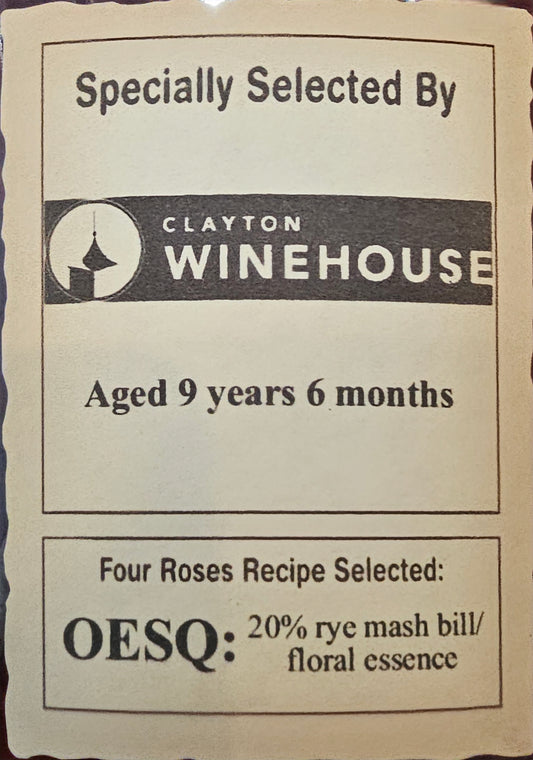 Specially Selected By
CLAYTON
WINEHOUSE
Aged 9 years 6 months
Four Roses Recipe Selected:
OESQ: 20% rye mash bill/
floral essence